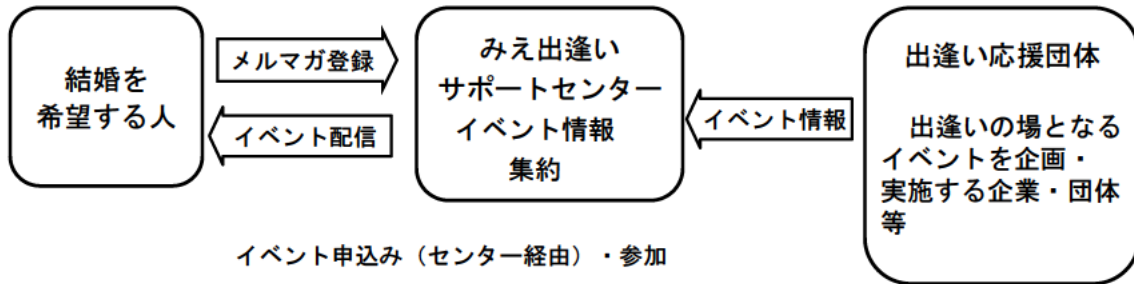 結婚を
希望する人
メルマガ登録
イベント配信
みえ出逢い
サポートセンター
イベント情報
集約
イベント情報
出逢い応援団体
出逢いの場となる
イベントを企画・
実施する企業・団体
等
イベント申込み（センター経由）・参加